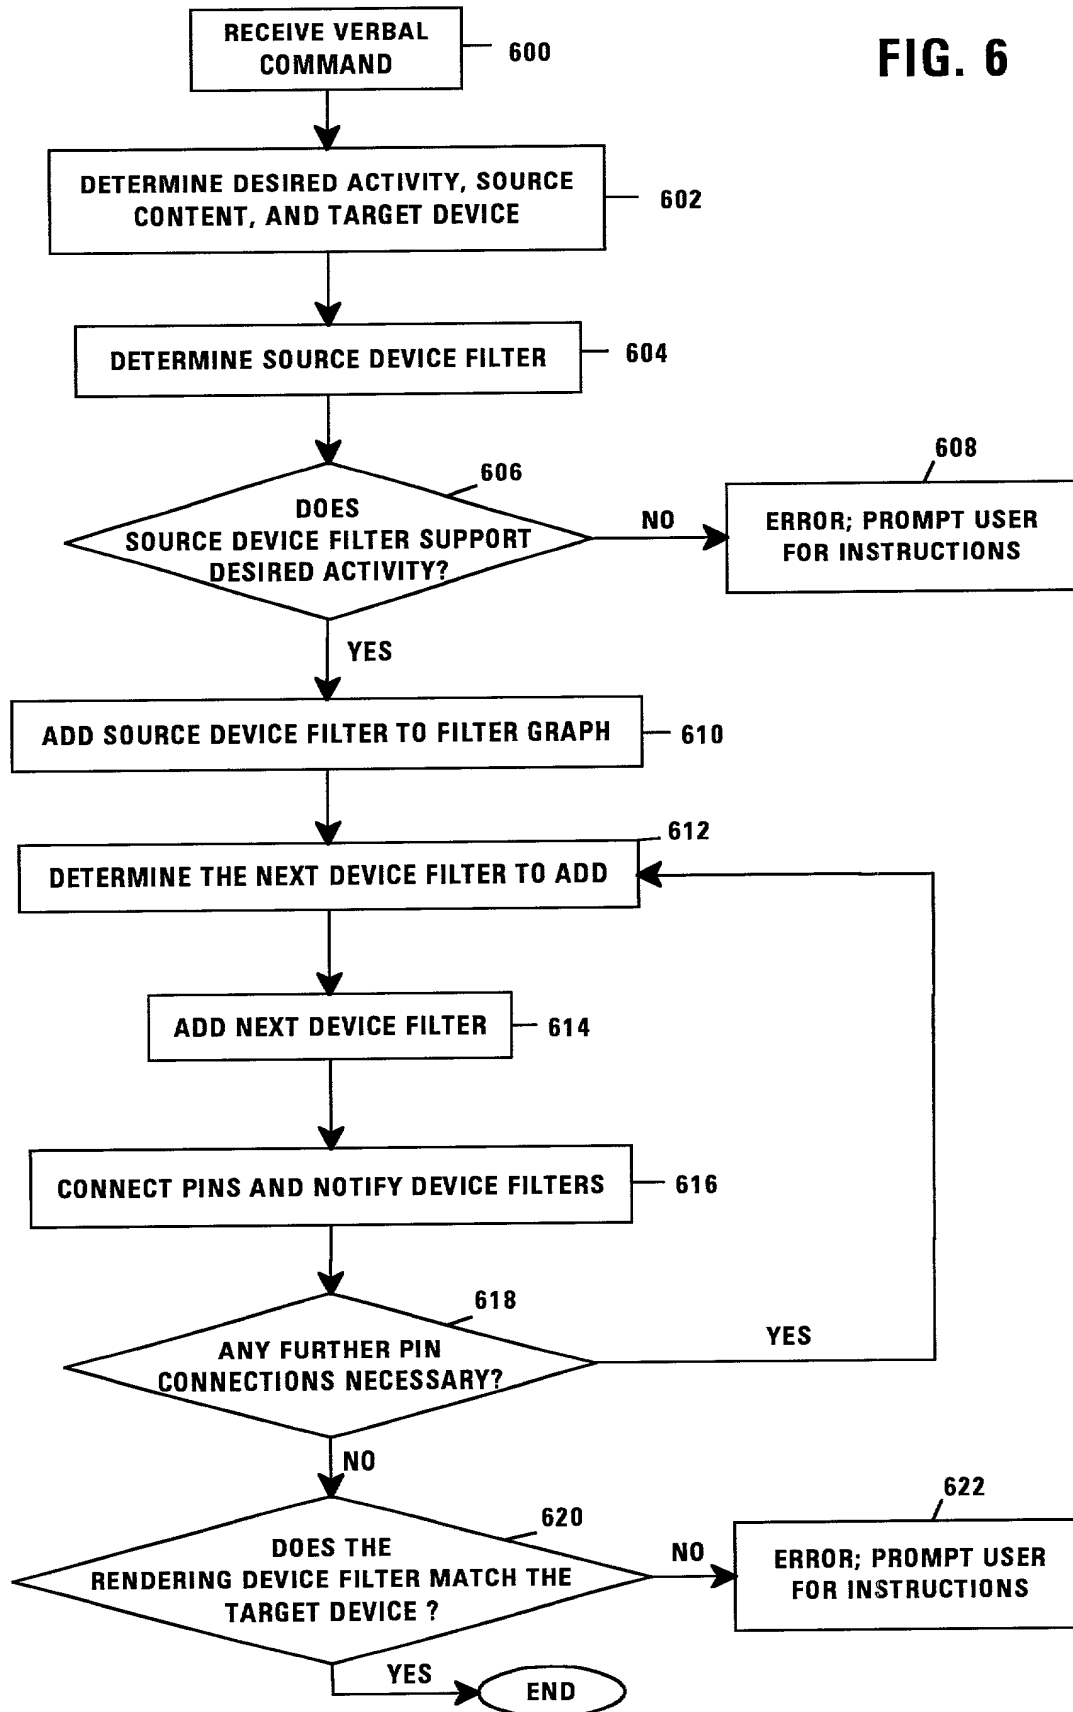 FIG. 6
RECEIVE VERBAL
COMMAND
600
DETERMINE DESIRED ACTIVITY, SOURCE
CONTENT, AND TARGET DEVICE
602
DETERMINE SOURCE DEVICE FILTER
604
606
DOES
SOURCE DEVICE FILTER SUPPORT
DESIRED ACTIVITY?
NO
608
ERROR; PROMPT USER
FOR INSTRUCTIONS
YES
ADD SOURCE DEVICE FILTER TO FILTER GRAPH
610
612
DETERMINE THE NEXT DEVICE FILTER TO ADD
ADD NEXT DEVICE FILTER
614
CONNECT PINS AND NOTIFY DEVICE FILTERS
616
618
ANY FURTHER PIN
CONNECTIONS NECESSARY?
YES
NO
620
DOES THE
RENDERING DEVICE FILTER MATCH THE
TARGET DEVICE ?
NO
622
ERROR; PROMPT USER
FOR INSTRUCTIONS
YES
END